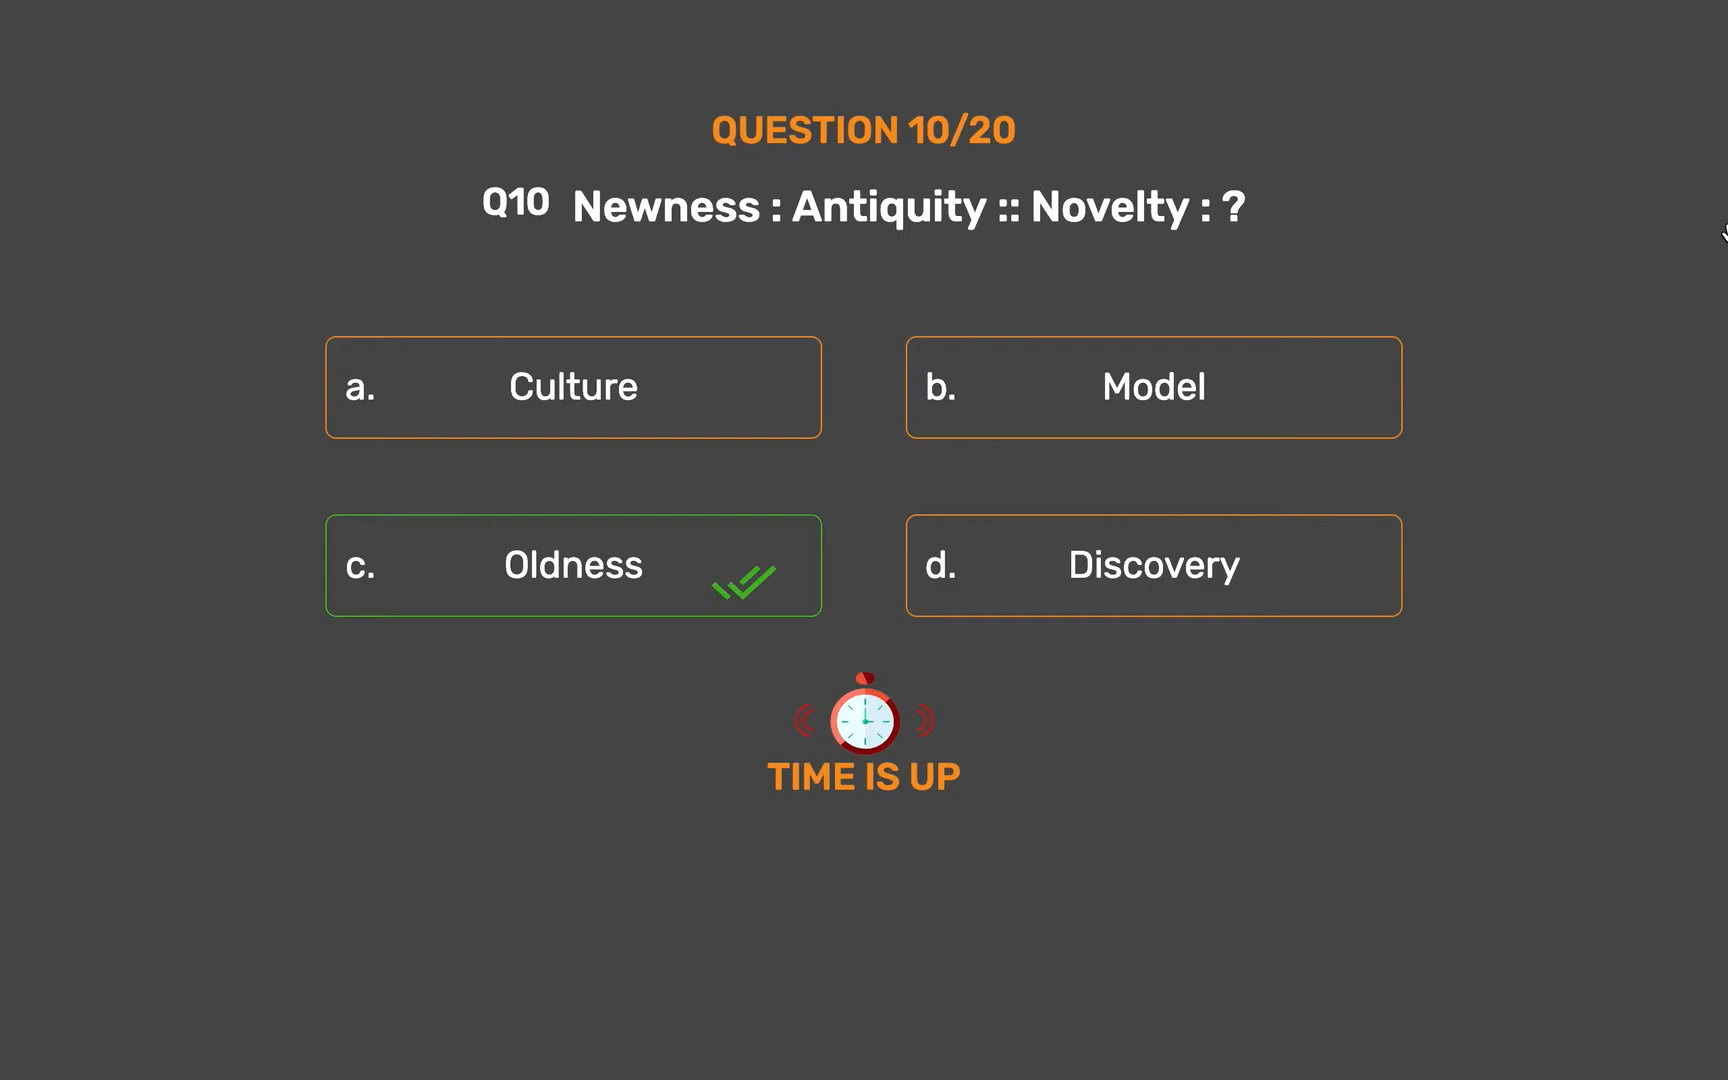 QUESTION 10/20
Q10 Newness : Antiquity :: Novelty : ?
a. Culture
b. Model
c. Oldness
d. Discovery
TIME IS UP